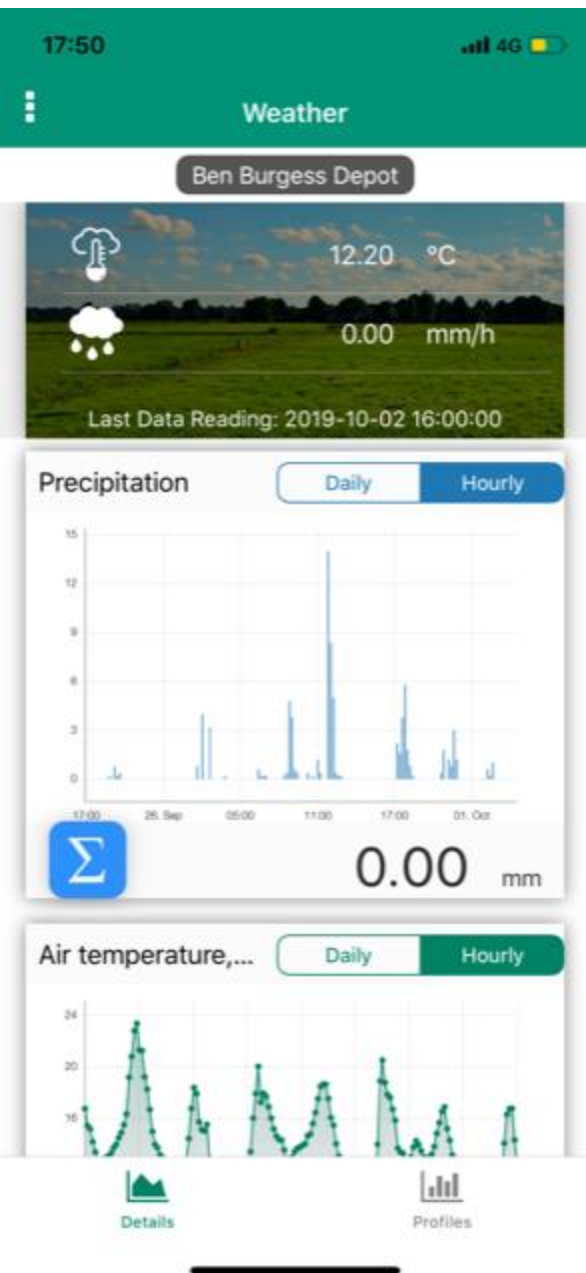 17:50 4G
Weather
Ben Burgess Depot
12.20 °C
0.00 mm/h
Last Data Reading: 2019-10-02 16:00:00
Precipitation Daily Hourly
15
12
9
6
3
0
17:00 26. Sep 05:00 11:00 17:00 01. Oct
Σ 0.00 mm
Air temperature,... Daily Hourly
24
20
16
Details Profiles